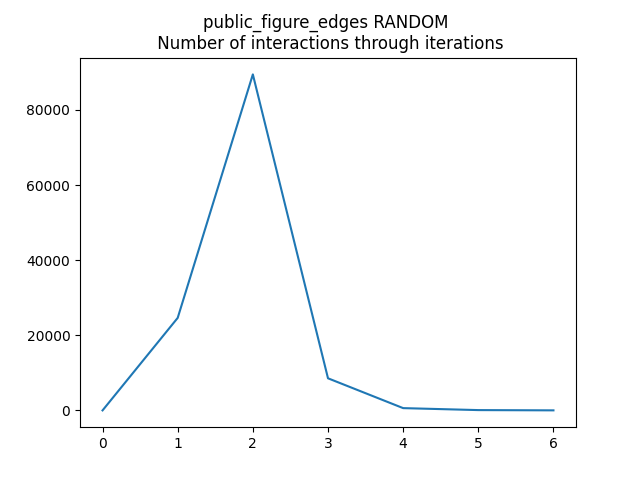 public_figure_edges RANDOM
Number of interactions through iterations
80000
60000
40000
20000
0
0 1 2 3 4 5 6